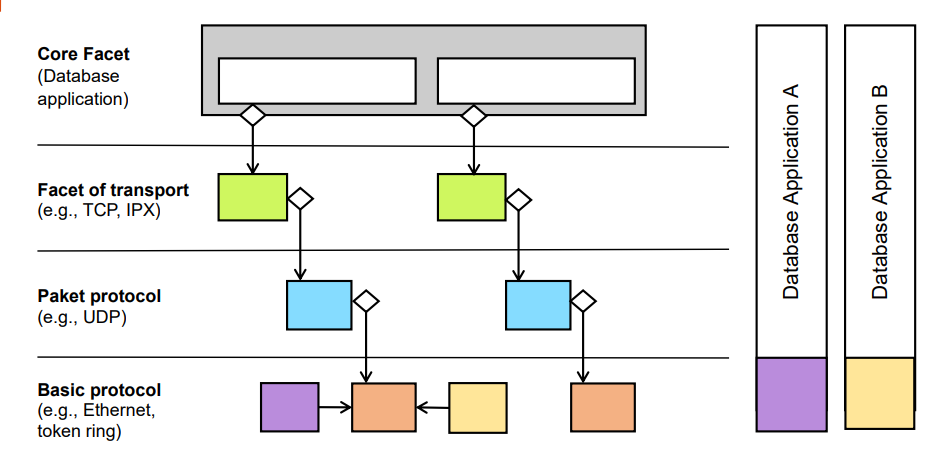 Core Facet
(Database
application)
Facet of transport
(e.g., TCP, IPX)
Paket protocol
(e.g., UDP)
Basic protocol
(e.g., Ethernet,
token ring)
Database Application A
Database Application B